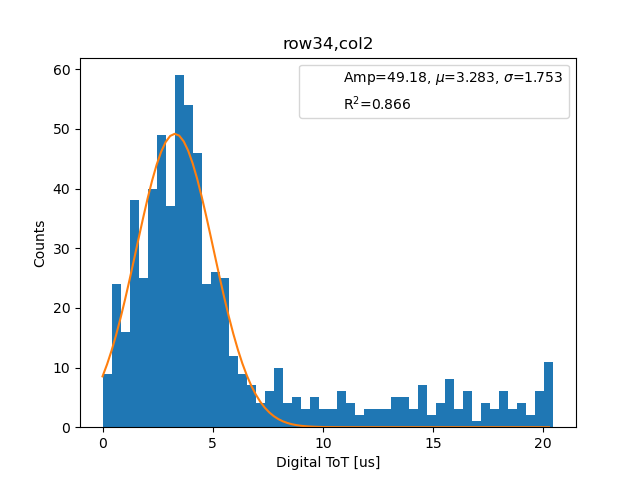 row34,col2
Amp=49.18, μ=3.283, σ=1.753
R²=0.866
60
50
40
30
20
10
0
Counts
0 5 10 15 20
Digital ToT [us]